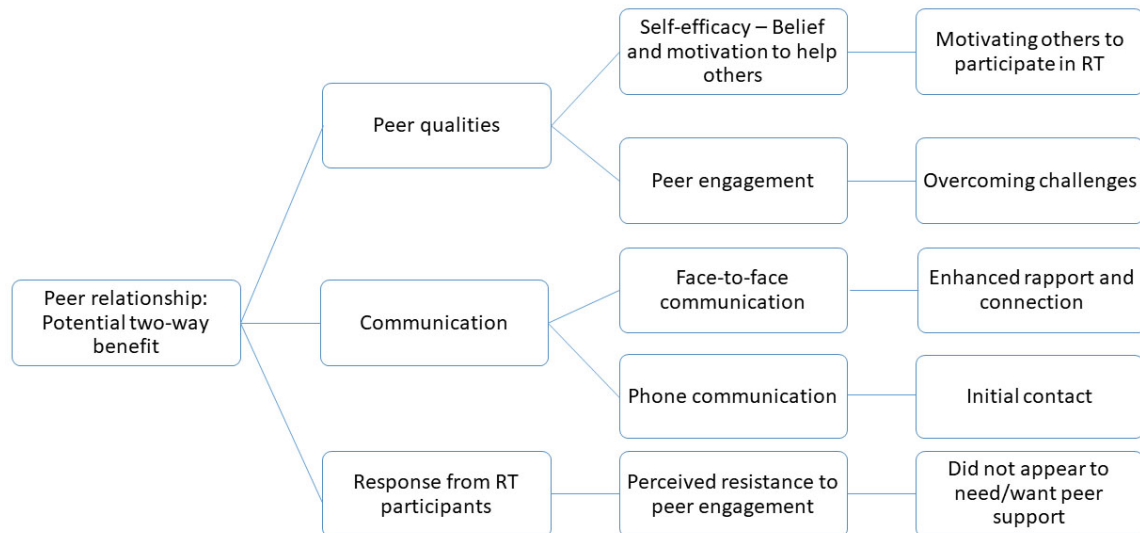 Self-efficacy – Belief
and motivation to help
others
Motivating others to
participate in RT
Peer qualities
Peer engagement
Overcoming challenges
Peer relationship:
Potential two-way
benefit
Communication
Face-to-face
communication
Enhanced rapport and
connection
Phone communication
Initial contact
Response from RT
participants
Perceived resistance to
peer engagement
Did not appear to
need/want peer
support